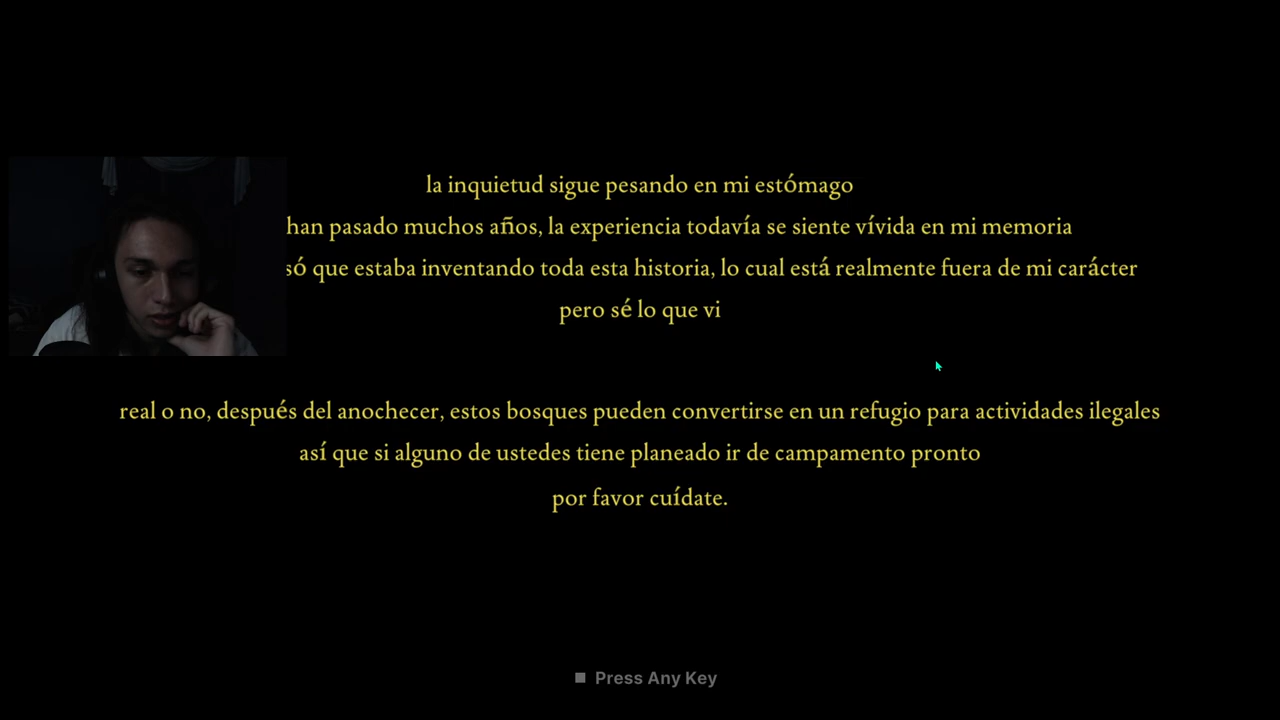 la inquietud sigue pesando en mi estómago
han pasado muchos años, la experiencia todavía se siente vívida en mi memoria
só que estaba inventando toda esta historia, lo cual está realmente fuera de mi carácter
pero sé lo que vi
real o no, después del anochecer, estos bosques pueden convertirse en un refugio para actividades ilegales
así que si alguno de ustedes tiene planeado ir de campamento pronto
por favor cuídate.
Press Any Key